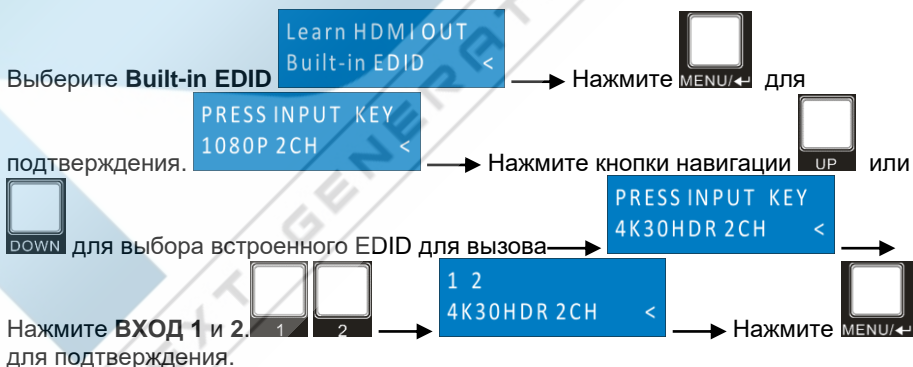 Learn HDMI OUT
Built-in EDID <
Выберите Built-in EDID Нажмите MENU/↵ для
PRESS INPUT KEY
1080P 2CH <
подтверждения. Нажмите кнопки навигации UP или
PRESS INPUT KEY
4K30HDR 2CH <
DOWN для выбора встроенного EDID для вызова
1 2
4K30HDR 2CH <
Нажмите ВХОД 1 и 2. 1 2 Нажмите MENU/↵
для подтверждения.
EXT GENERAT